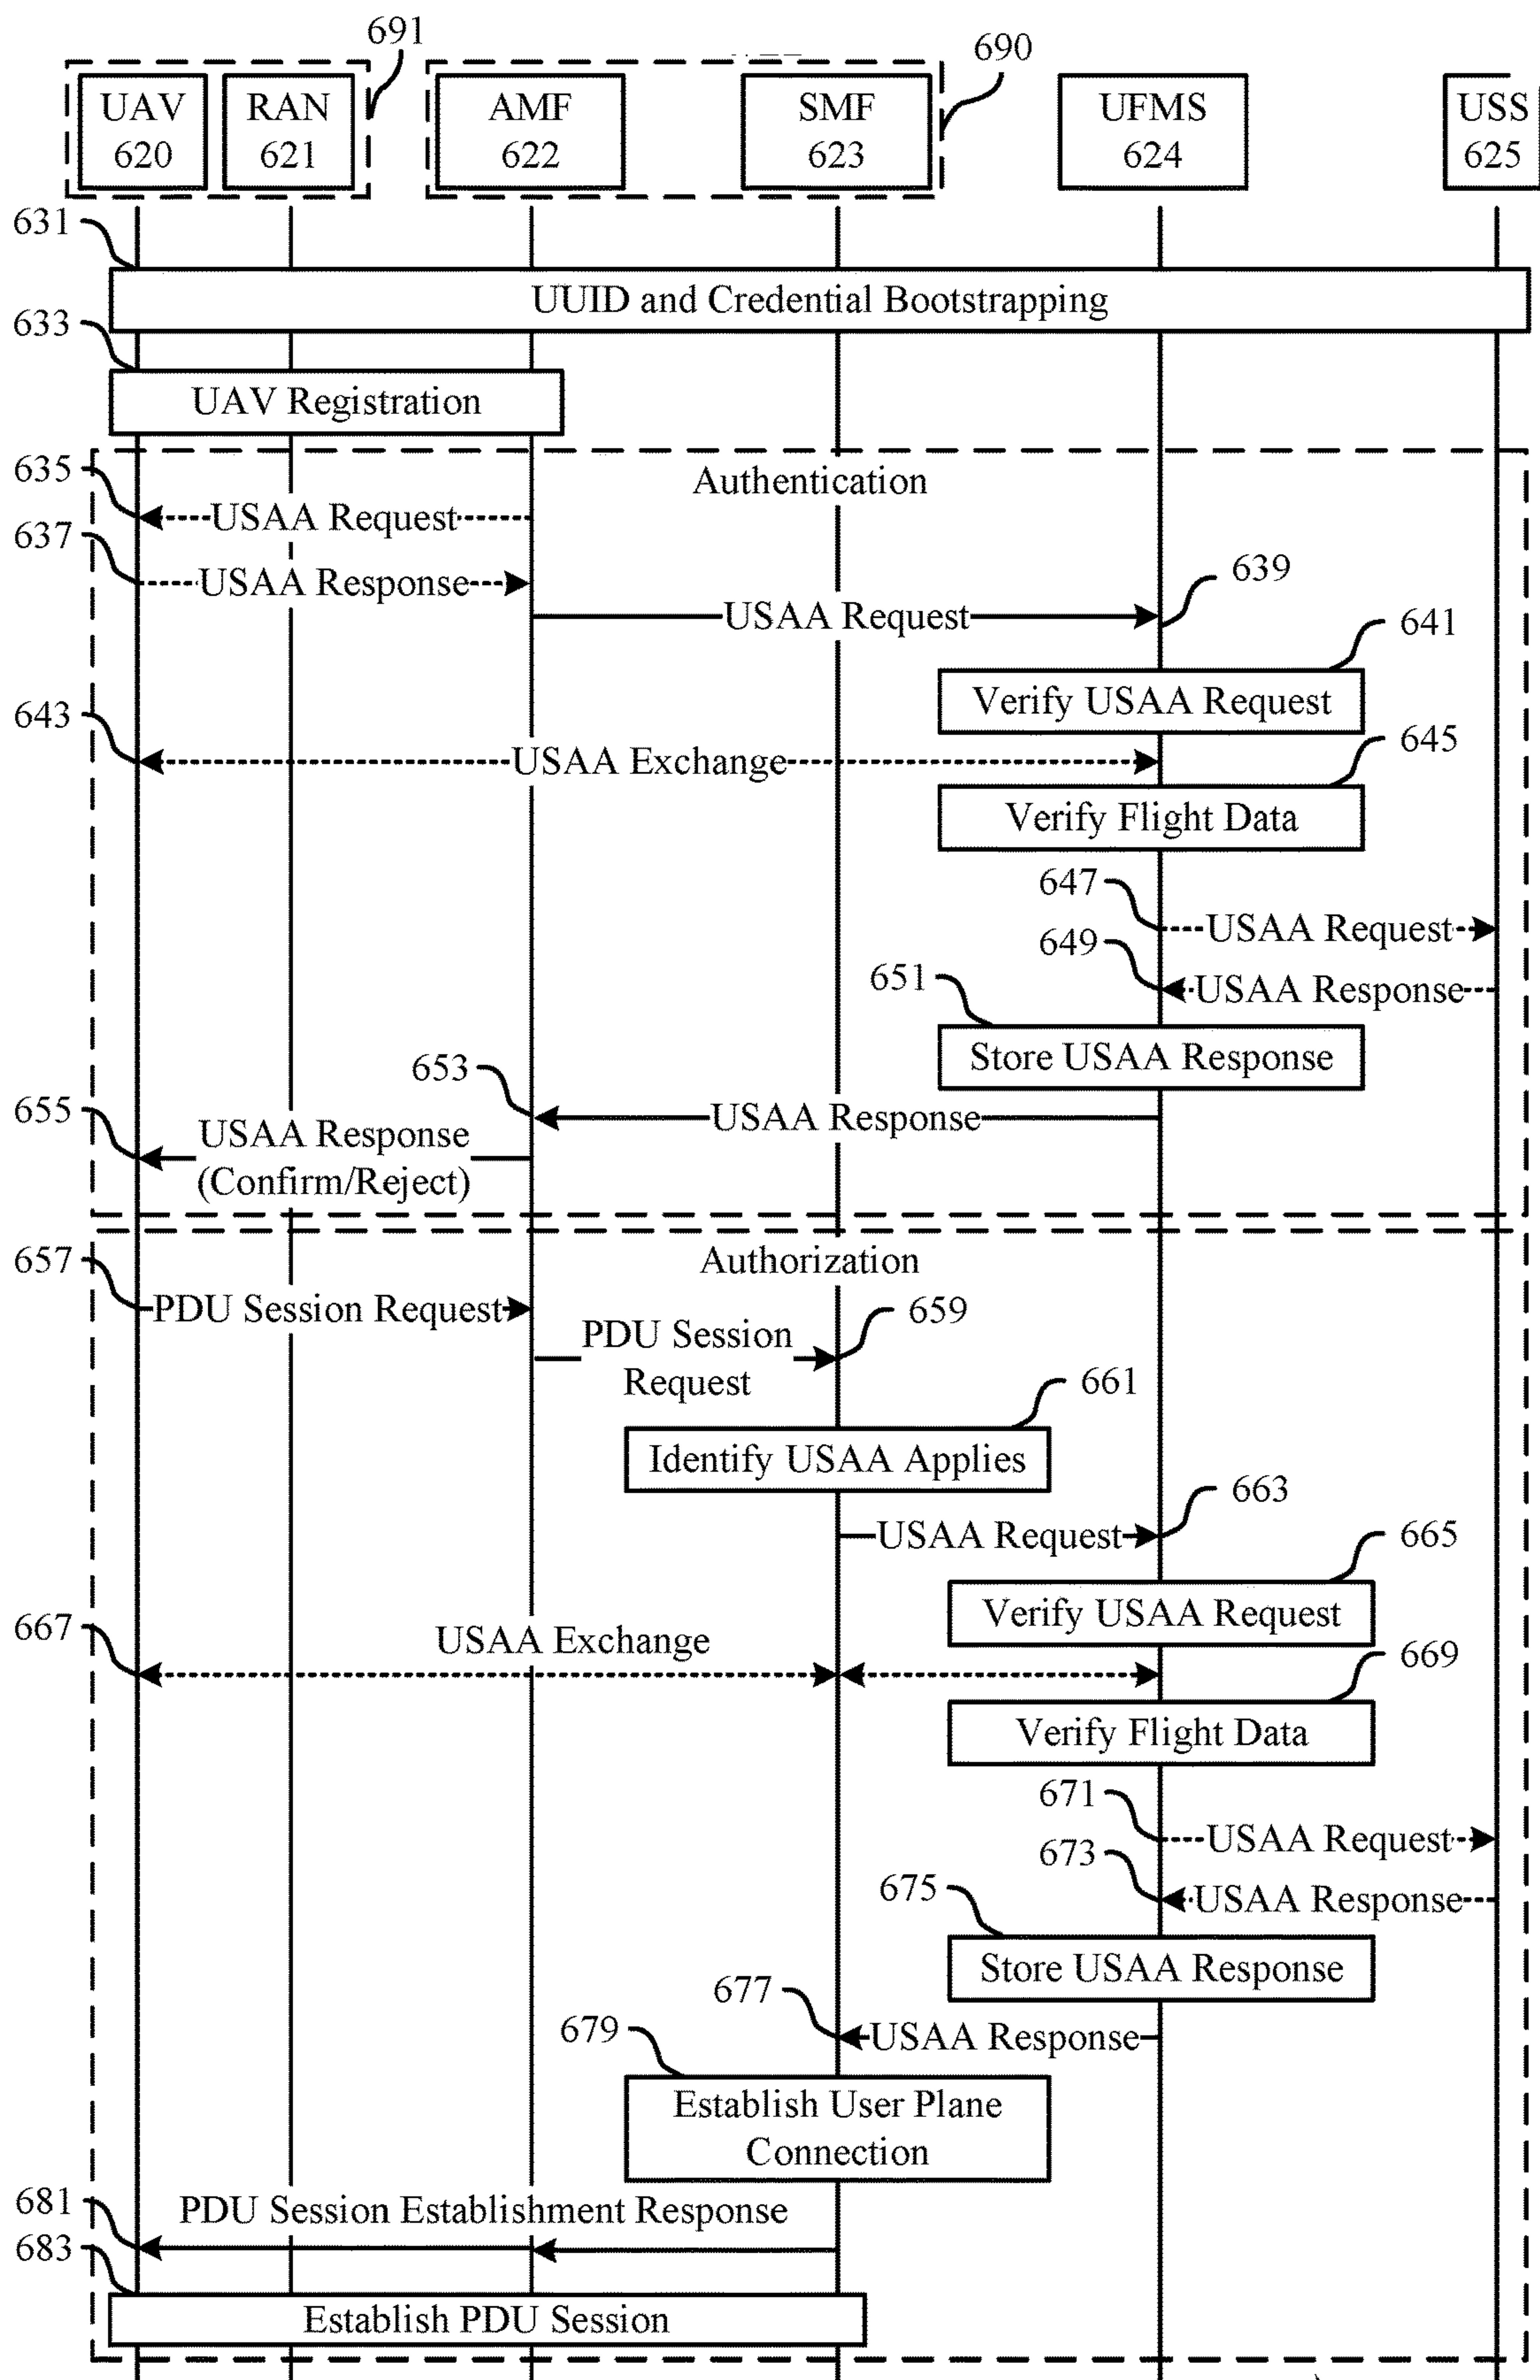 691
690
UAV
620
RAN
621
AMF
622
SMF
623
UFMS
624
USS
625
631
UUID and Credential Bootstrapping
633
UAV Registration
635
Authentication
USAA Request
637
USAA Response
639
USAA Request
641
Verify USAA Request
643
USAA Exchange
645
Verify Flight Data
647
USAA Request
649
USAA Response
651
Store USAA Response
653
USAA Response
655
USAA Response
(Confirm/Reject)
657
Authorization
PDU Session Request
659
PDU Session
Request
661
Identify USAA Applies
663
USAA Request
665
Verify USAA Request
667
USAA Exchange
669
Verify Flight Data
671
USAA Request
673
USAA Response
675
Store USAA Response
677
USAA Response
679
Establish User Plane
Connection
681
PDU Session Establishment Response
683
Establish PDU Session